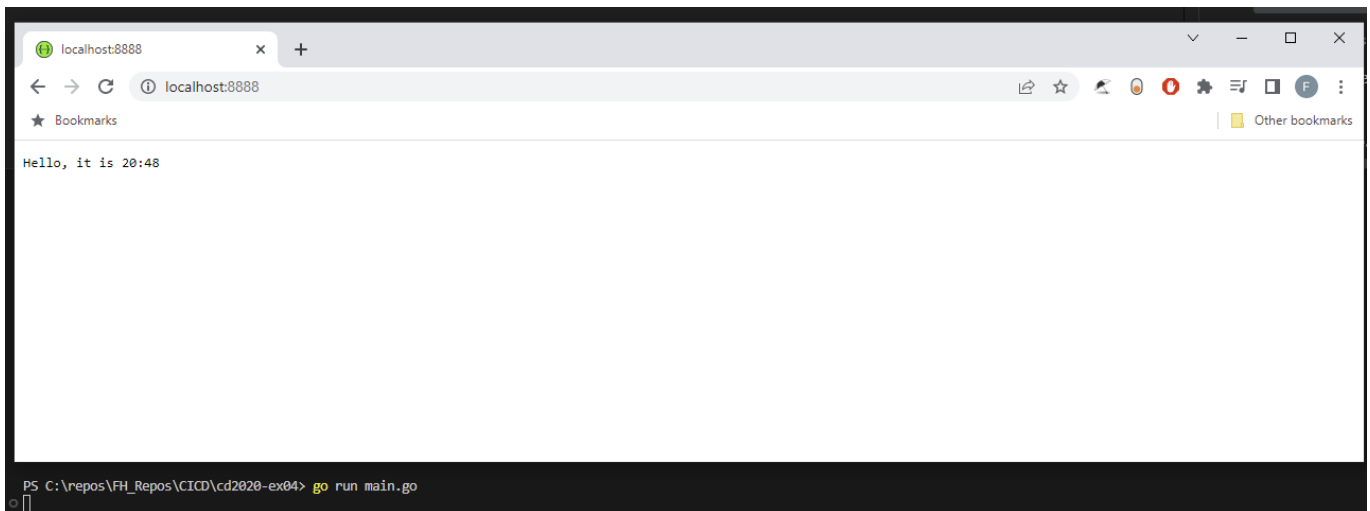 localhost:8888
localhost:8888
F
Bookmarks
Other bookmarks
Hello, it is 20:48
PS C:\repos\FH_Repos\CICD\cd2020-ex04> go run main.go